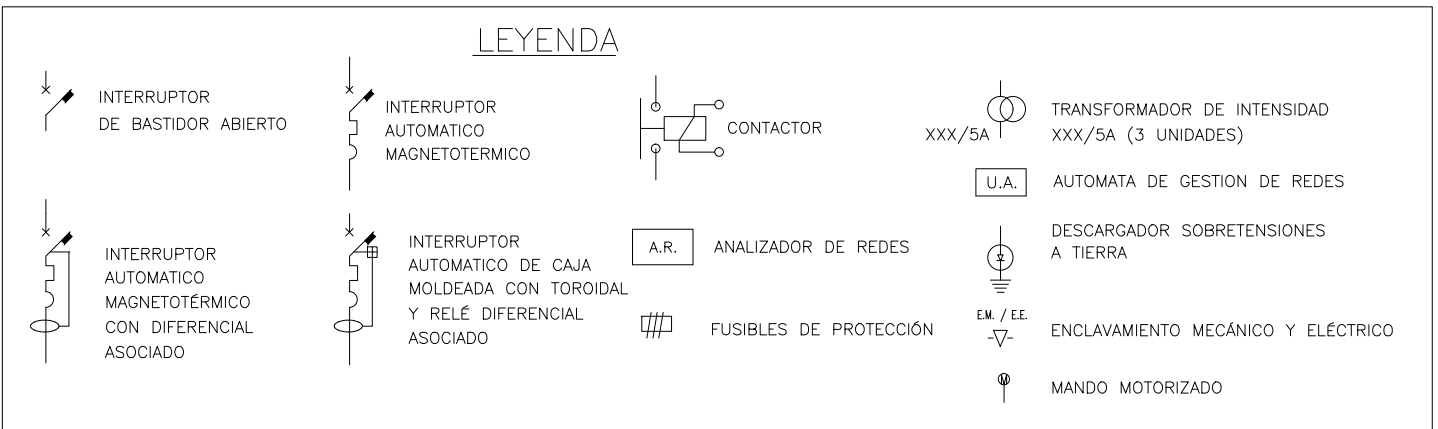 LEYENDA
INTERRUPTOR
DE BASTIDOR ABIERTO
INTERRUPTOR
AUTOMATICO
MAGNETOTERMICO
CONTACTOR
XXX/5A
TRANSFORMADOR DE INTENSIDAD
XXX/5A (3 UNIDADES)
U.A.
AUTOMATA DE GESTION DE REDES
INTERRUPTOR
AUTOMATICO
MAGNETOTÉRMICO
CON DIFERENCIAL
ASOCIADO
INTERRUPTOR
AUTOMATICO DE CAJA
MOLDEADA CON TOROIDAL
Y RELÉ DIFERENCIAL
ASOCIADO
A.R.
ANALIZADOR DE REDES
FUSIBLES DE PROTECCIÓN
DESCARGADOR SOBRETENSIONES
A TIERRA
E.M. / E.E.
ENCLAVAMIENTO MECÁNICO Y ELÉCTRICO
M
MANDO MOTORIZADO